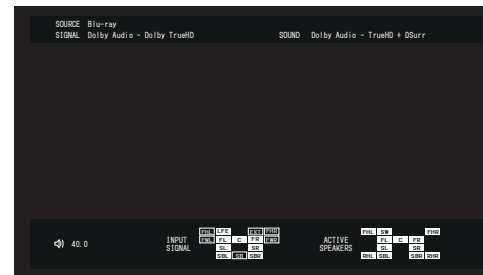 SOURCE Blu-ray
SIGNAL Dolby Audio – Dolby TrueHD SOUND Dolby Audio – TrueHD + DSurr
40.0
INPUT SIGNAL
FHL LFE EXT FHR
FWL FL C FR FWR
SL SR
SBL SB SBR
ACTIVE SPEAKERS
FHL SW FHR
FL C FR
SL SR
RHL SBL SBR RHR